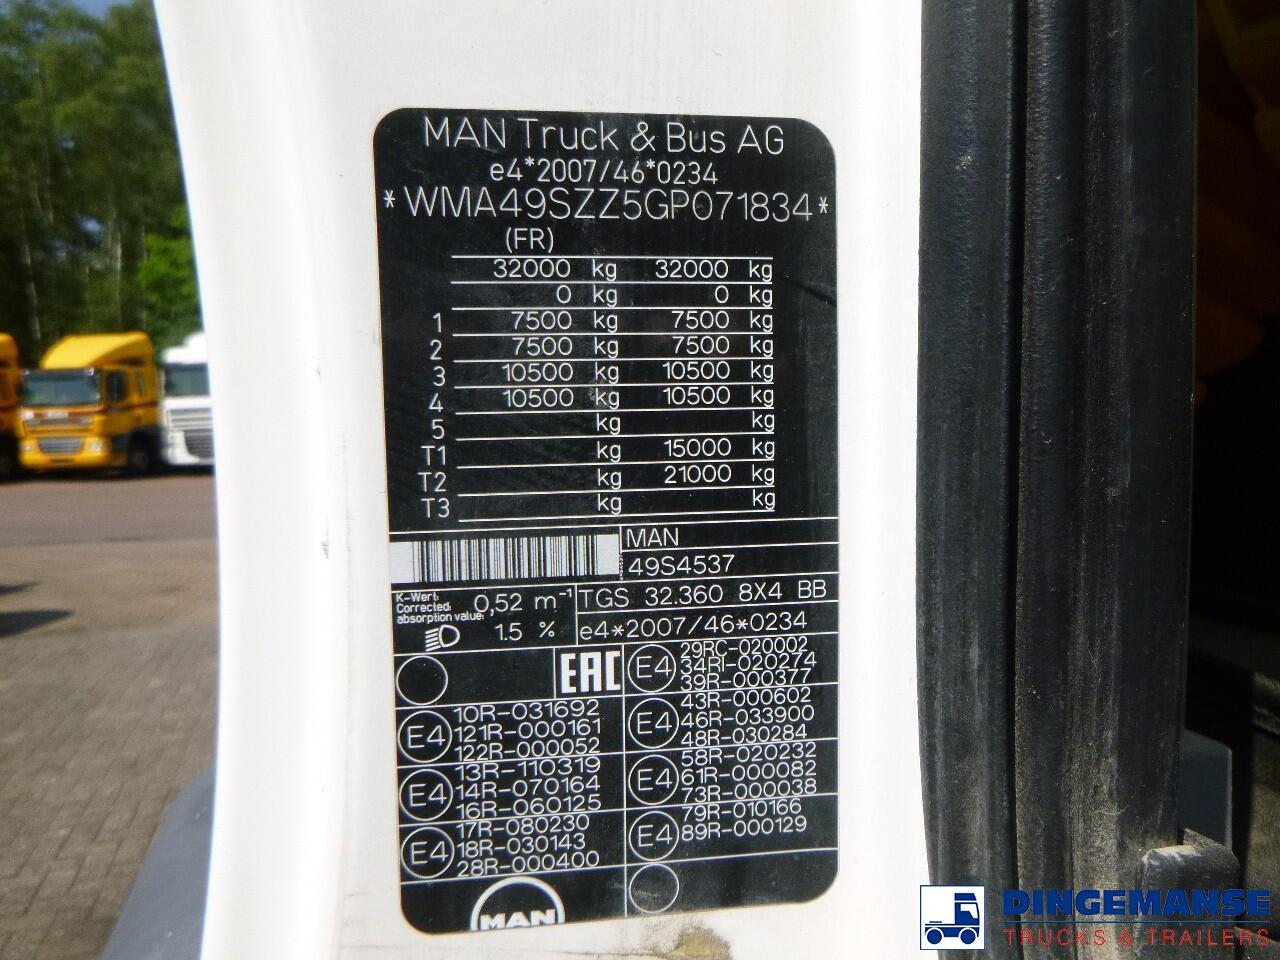 MAN Truck & Bus AG
e4*2007/46*0234
*WMA49SZZ5GP071834*
(FR)
32000 kg 32000 kg
0 kg 0 kg
1 7500 kg 7500 kg
2 7500 kg 7500 kg
3 10500 kg 10500 kg
4 10500 kg 10500 kg
5 kg kg
T1 kg 15000 kg
T2 kg 21000 kg
T3 kg kg
MAN
49S4537
K-Wert:
Corrected absorption value: 0,52 m⁻¹
TGS 32.360 8X4 BB
1.5 %
e4*2007/46*0234
EAC
E4
29RC-020002
34RI-020274
39R-000377
E4
10R-031692
121R-000161
122R-000052
E4
43R-000602
46R-033900
48R-030284
E4
13R-110319
14R-070164
16R-060125
E4
58R-020232
61R-000082
73R-000038
E4
17R-080230
18R-030143
28R-000400
E4
79R-010166
89R-000129
MAN
DINGEMANSE
TRUCKS & TRAILERS